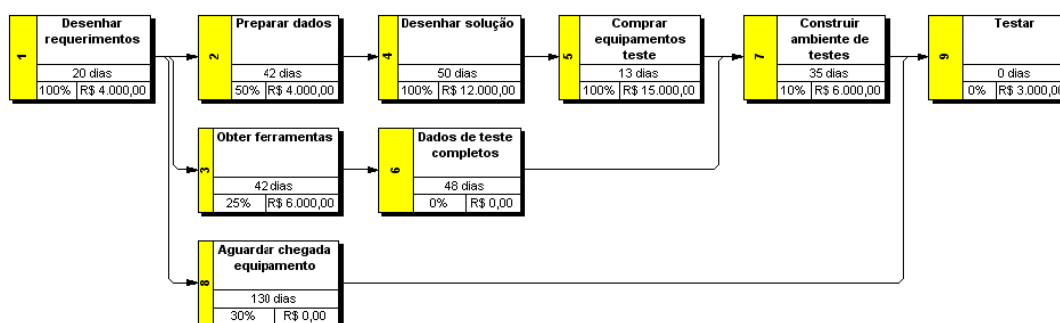 1
Desenhar
requerimentos
20 dias
100% R$ 4.000,00
2
Preparar dados
42 dias
50% R$ 4.000,00
4
Desenhar solução
50 dias
100% R$ 12.000,00
5
Comprar
equipamentos
teste
13 dias
100% R$ 15.000,00
7
Construir
ambiente de
testes
35 dias
10% R$ 6.000,00
9
Testar
0 dias
0% R$ 3.000,00
3
Obter ferramentas
42 dias
25% R$ 6.000,00
6
Dados de teste
completos
48 dias
0% R$ 0,00
8
Aguardar chegada
equipamento
130 dias
30% R$ 0,00